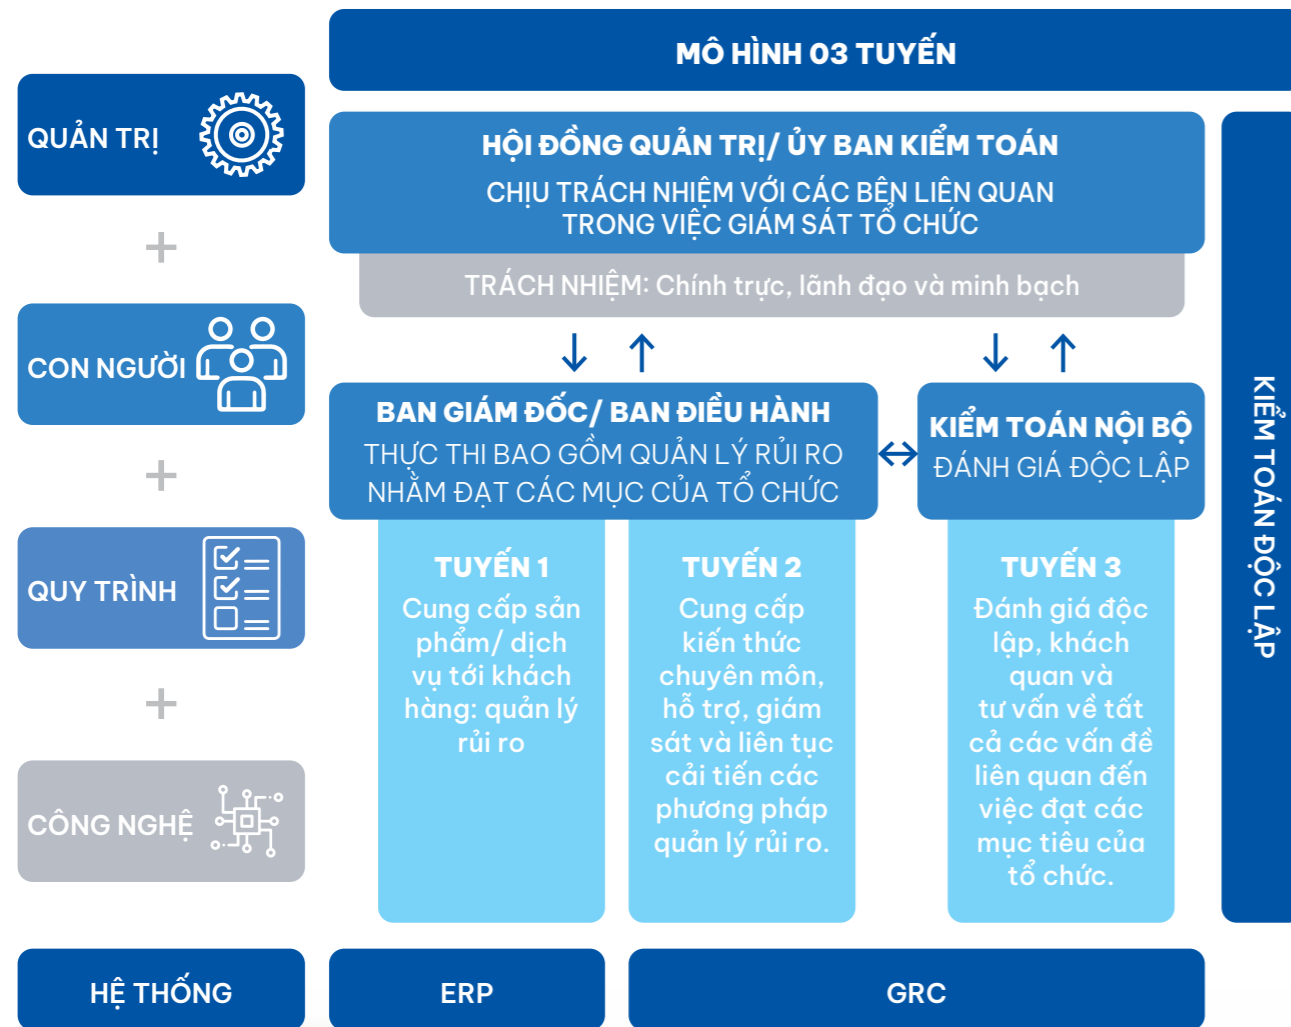 MÔ HÌNH 03 TUYẾN
QUẢN TRỊ
CON NGƯỜI
QUY TRÌNH
CÔNG NGHỆ
HỘI ĐỒNG QUẢN TRỊ/ ỦY BAN KIỂM TOÁN
CHỊU TRÁCH NHIỆM VỚI CÁC BÊN LIÊN QUAN
TRONG VIỆC GIÁM SÁT TỔ CHỨC
TRÁCH NHIỆM: Chính trực, lãnh đạo và minh bạch
BAN GIÁM ĐỐC/ BAN ĐIỀU HÀNH
THỰC THI BAO GỒM QUẢN LÝ RỦI RO
NHẰM ĐẠT CÁC MỤC CỦA TỔ CHỨC
KIỂM TOÁN NỘI BỘ
ĐÁNH GIÁ ĐỘC LẬP
TUYẾN 1
Cung cấp sản
phẩm/ dịch
vụ tới khách
hàng: quản lý
rủi ro
TUYẾN 2
Cung cấp
kiến thức
chuyên môn,
hỗ trợ, giám
sát và liên tục
cải tiến các
phương pháp
quản lý rủi ro.
TUYẾN 3
Đánh giá độc
lập, khách
quan và
tư vấn về tất
cả các vấn đề
liên quan đến
việc đạt các
mục tiêu của
tổ chức.
KIỂM TOÁN ĐỘC LẬP
HỆ THỐNG
ERP
GRC